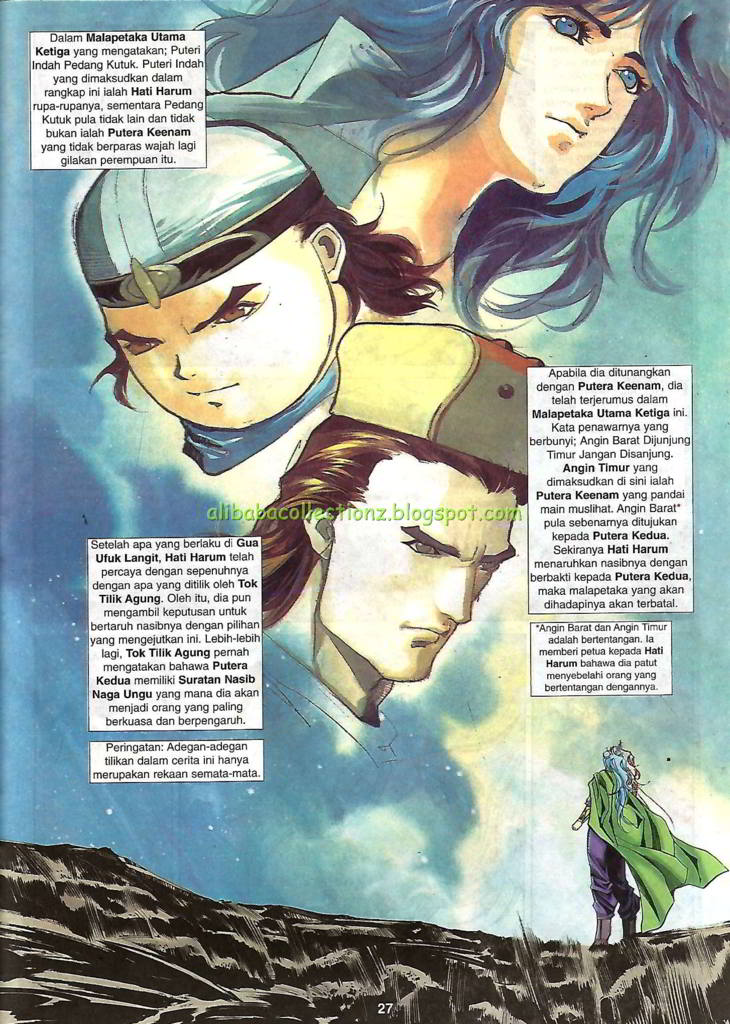 Dalam Malapetaka Utama
Ketiga yang mengatakan; Puteri
Indah Pedang Kutuk. Puteri Indah
yang dimaksudkan dalam
rangkap ini ialah Hati Harum
rupa-rupanya, sementara Pedang
Kutuk pula tidak lain dan tidak
bukan ialah Putera Keenam
yang tidak berparas wajah lagi
gilakan perempuan itu.
Apabila dia ditunangkan
dengan Putera Keenam, dia
telah terjerumus dalam
Malapetaka Utama Ketiga ini.
Kata penawarnya yang
berbunyi; Angin Barat Dijunjung
Timur Jangan Disanjung.
Angin Timur yang
dimaksudkan di sini ialah
Putera Keenam yang pandai
main muslihat. Angin Barat*
pula sebenarnya ditujukan
kepada Putera Kedua.
Sekiranya Hati Harum
menaruhkan nasibnya dengan
berbakti kepada Putera Kedua,
maka malapetaka yang akan
dihadapinya akan terbatal.
*Angin Barat dan Angin Timur
adalah bertentangan. Ia
memberi petua kepada Hati
Harum bahawa dia patut
menyebelahi orang yang
bertentangan dengannya.
alibabacollectionz.blogspot.com
Setelah apa yang berlaku di Gua
Ufuk Langit, Hati Harum telah
percaya dengan sepenuhnya
dengan apa yang ditilik oleh Tok
Tilik Agung. Oleh itu, dia pun
mengambil keputusan untuk
bertaruh nasibnya dengan pilihan
yang mengejutkan ini. Lebih-lebih
lagi, Tok Tilik Agung pernah
mengatakan bahawa Putera
Kedua memiliki Suratan Nasib
Naga Ungu yang mana dia akan
menjadi orang yang paling
berkuasa dan berpengaruh.
Peringatan: Adegan-adegan
tilikan dalam cerita ini hanya
merupakan rekaan semata-mata.
27